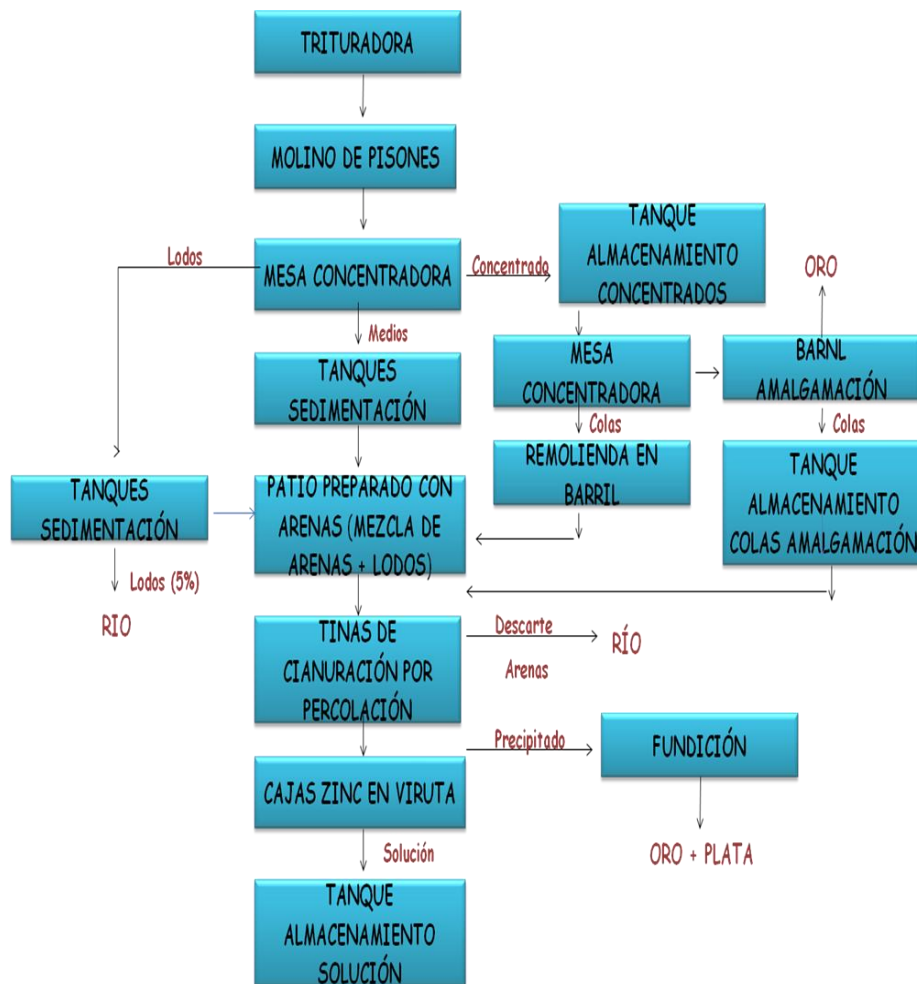 TRITURADORA
MOLINO DE PISONES
Lodos
MESA CONCENTRADORA
Concentrado
TANQUE
ALMACENAMIENTO
CONCENTRADOS
ORO
Medios
TANQUES
SEDIMENTACIÓN
MESA
CONCENTRADORA
BARNL
AMALGAMACIÓN
Colas
Colas
REMOLIENDA EN
BARRIL
TANQUE
ALMACENAMIENTO
COLAS AMALGAMACIÓN
TANQUES
SEDIMENTACIÓN
PATIO PREPARADO CON
ARENAS (MEZCLA DE
ARENAS + LODOS)
Lodos (5%)
RIO
TINAS DE
CIANURACIÓN POR
PERCOLACIÓN
Descarte
Arenas
RÍO
Precipitado
FUNDICIÓN
CAJAS ZINC EN VIRUTA
Solución
ORO + PLATA
TANQUE
ALMACENAMIENTO
SOLUCIÓN